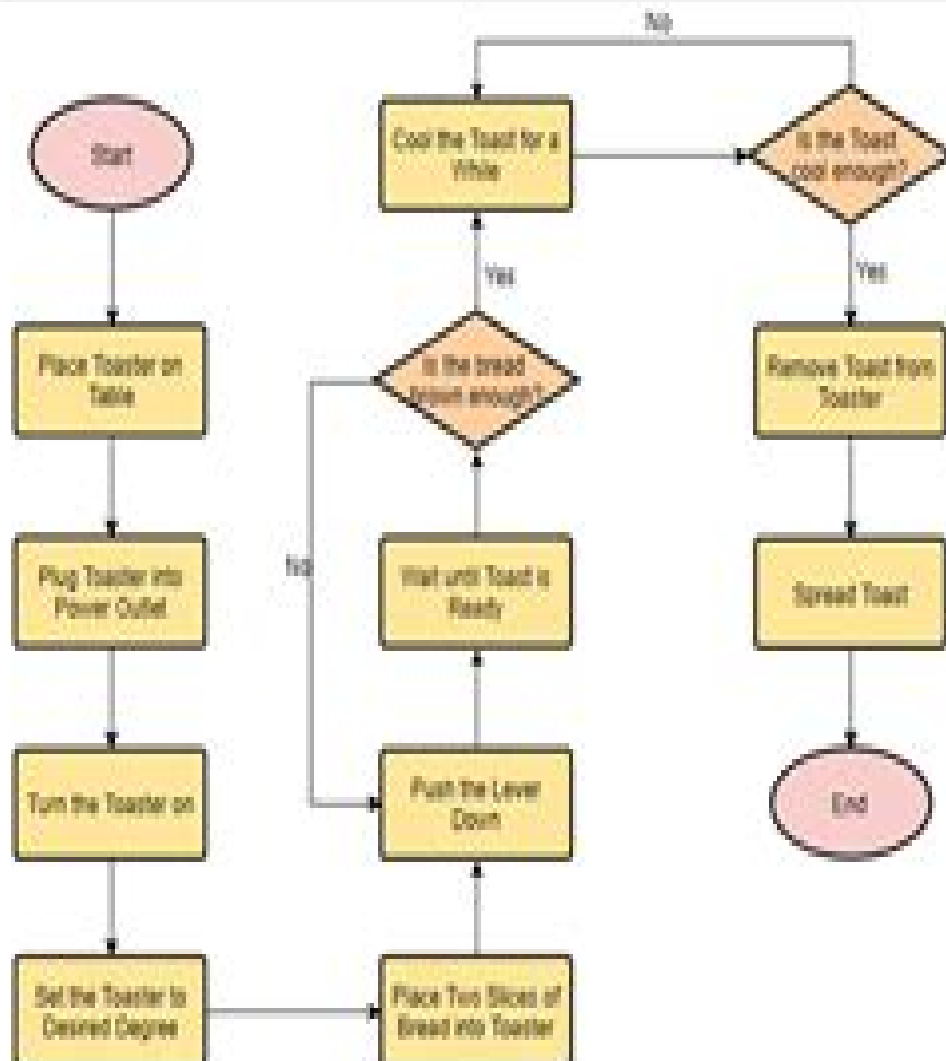 Start
Place Toaster on
Table
Plug Toaster into
Power Outlet
Turn the Toaster on
Set the Toaster to
Desired Degree
Place Two Slices of
Bread into Toaster
Push the Lever
Down
Wait until Toast is
Ready
Is the bread
brown enough?
No
Yes
Cool the Toast for a
While
Is the Toast
cool enough?
No
Yes
Remove Toast from
Toaster
Spread Toast
End